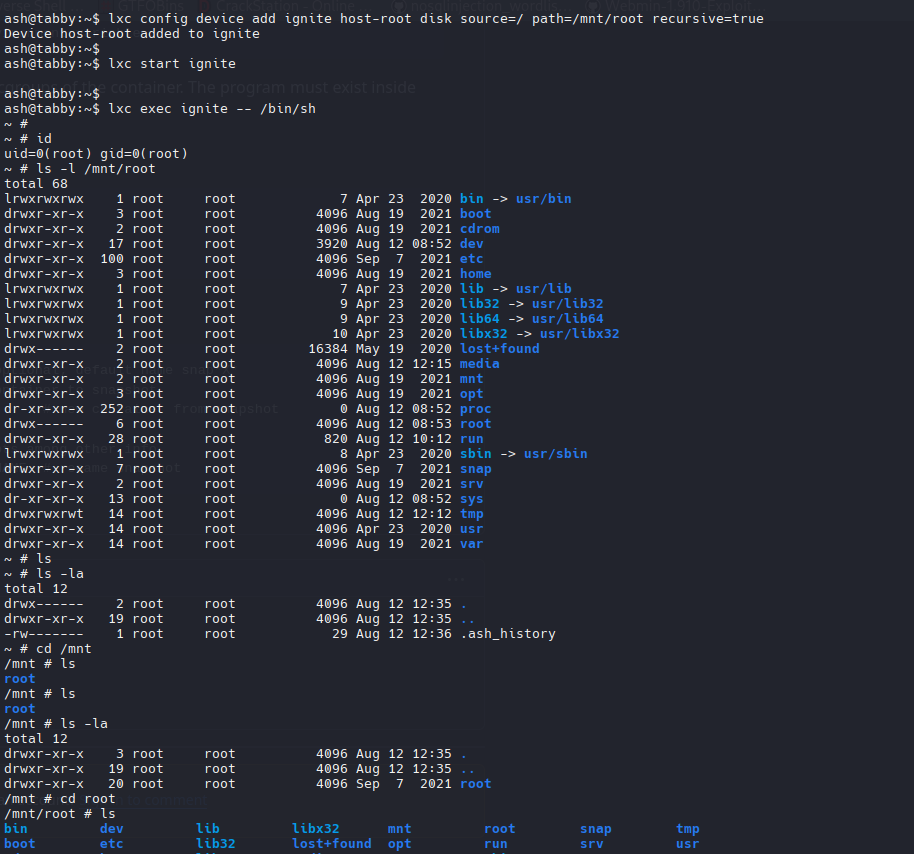 ash@tabby:~$ lxc config device add ignite host-root disk source=/ path=/mnt/root recursive=true
Device host-root added to ignite
ash@tabby:~$
ash@tabby:~$ lxc start ignite
ash@tabby:~$
ash@tabby:~$ lxc exec ignite -- /bin/sh
~ #
~ # id
uid=0(root) gid=0(root)
~ # ls -l /mnt/root
total 68
lrwxrwxrwx    1 root     root             7 Apr 23  2020 bin -> usr/bin
drwxr-xr-x    3 root     root          4096 Aug 19  2021 boot
drwxr-xr-x    2 root     root          4096 Aug 19  2021 cdrom
drwxr-xr-x   17 root     root          3920 Aug 12 08:52 dev
drwxr-xr-x  100 root     root          4096 Sep  7  2021 etc
drwxr-xr-x    3 root     root          4096 Aug 19  2021 home
lrwxrwxrwx    1 root     root             7 Apr 23  2020 lib -> usr/lib
lrwxrwxrwx    1 root     root             9 Apr 23  2020 lib32 -> usr/lib32
lrwxrwxrwx    1 root     root             9 Apr 23  2020 lib64 -> usr/lib64
lrwxrwxrwx    1 root     root            10 Apr 23  2020 libx32 -> usr/libx32
drwx------    2 root     root         16384 May 19  2020 lost+found
drwxr-xr-x    2 root     root          4096 Aug 12 12:15 media
drwxr-xr-x    2 root     root          4096 Aug 19  2021 mnt
drwxr-xr-x    3 root     root          4096 Aug 19  2021 opt
dr-xr-xr-x  252 root     root             0 Aug 12 08:52 proc
drwx------    6 root     root          4096 Aug 12 08:53 root
drwxr-xr-x   28 root     root           820 Aug 12 10:12 run
lrwxrwxrwx    1 root     root             8 Apr 23  2020 sbin -> usr/sbin
drwxr-xr-x    7 root     root          4096 Sep  7  2021 snap
drwxr-xr-x    2 root     root          4096 Aug 19  2021 srv
dr-xr-xr-x   13 root     root             0 Aug 12 08:52 sys
drwxrwxrwt   14 root     root          4096 Aug 12 12:12 tmp
drwxr-xr-x   14 root     root          4096 Apr 23  2020 usr
drwxr-xr-x   14 root     root          4096 Aug 19  2021 var
~ # ls
~ # ls -la
total 12
drwx------    2 root     root          4096 Aug 12 12:35 .
drwxr-xr-x   19 root     root          4096 Aug 12 12:35 ..
-rw-------    1 root     root            29 Aug 12 12:36 .ash_history
~ # cd /mnt
/mnt # ls
root
/mnt # ls
root
/mnt # ls -la
total 12
drwxr-xr-x    3 root     root          4096 Aug 12 12:35 .
drwxr-xr-x   19 root     root          4096 Aug 12 12:35 ..
drwxr-xr-x   20 root     root          4096 Sep  7  2021 root
/mnt # cd root
/mnt/root # ls
bin         dev         lib         libx32      mnt         root        snap        tmp
boot        etc         lib32       lost+found  opt         run         srv         usr